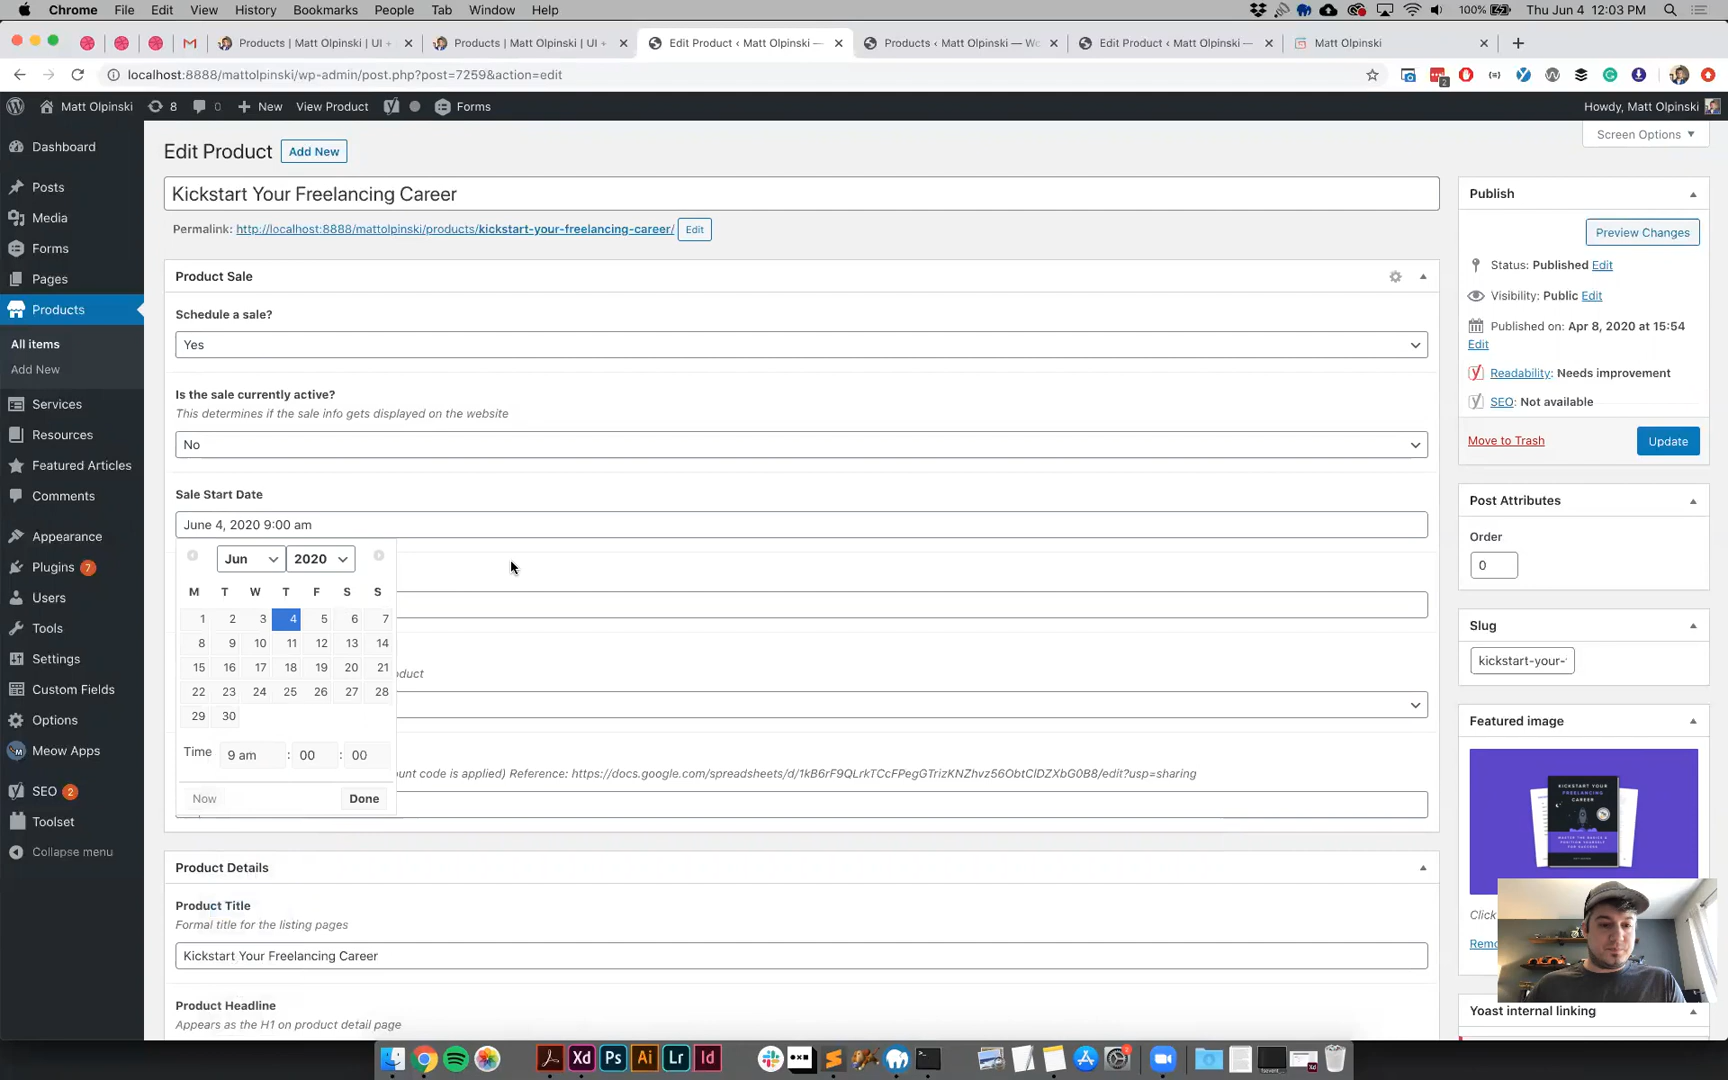 Chrome File Edit View History Bookmarks People Tab Window Help 100% Thu Jun 4 12:03 PM
Products | Matt Olpinski | UI + × Products | Matt Olpinski | UI + × Edit Product ‹ Matt Olpinski — × Products ‹ Matt Olpinski — Wo × Edit Product ‹ Matt Olpinski — × Matt Olpinski ×
localhost:8888/mattolpinski/wp-admin/post.php?post=7259&action=edit
Matt Olpinski 8 0 New View Product Forms Howdy, Matt Olpinski
Screen Options
Dashboard
Posts
Media
Forms
Pages
Products
All items
Add New
Services
Resources
Featured Articles
Comments
Appearance
Plugins 7
Users
Tools
Settings
Custom Fields
Options
Meow Apps
SEO 2
Toolset
Collapse menu
Edit Product Add New
Kickstart Your Freelancing Career
Permalink: http://localhost:8888/mattolpinski/products/kickstart-your-freelancing-career/ Edit
Product Sale
Schedule a sale?
Yes
Is the sale currently active?
This determines if the sale info gets displayed on the website
No
Sale Start Date
June 4, 2020 9:00 am
Jun 2020
M T W T F S S
1 2 3 4 5 6 7
8 9 10 11 12 13 14
15 16 17 18 19 20 21
22 23 24 25 26 27 28
29 30
Time 9 am : 00 : 00
Now Done
duct
unt code is applied) Reference: https://docs.google.com/spreadsheets/d/1kB6rF9QLrkTCcFPegGTrizKNZhvz56ObtClDZXbG0B8/edit?usp=sharing
Product Details
Product Title
Formal title for the listing pages
Kickstart Your Freelancing Career
Product Headline
Appears as the H1 on product detail page
Publish
Preview Changes
Status: Published Edit
Visibility: Public Edit
Published on: Apr 8, 2020 at 15:54
Edit
Readability: Needs improvement
SEO: Not available
Move to Trash Update
Post Attributes
Order
0
Slug
kickstart-your-
Featured image
KICKSTART YOUR
FREELANCING
CAREER
Click
Remo
Yoast internal linking
Xd Ps Ai Lr Id